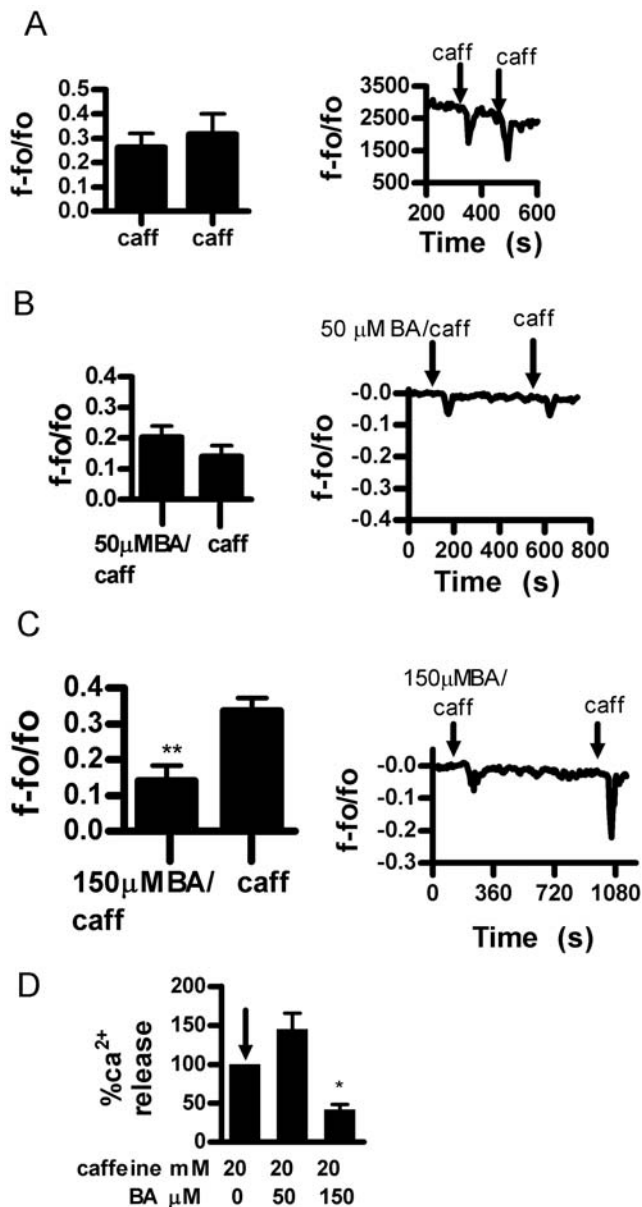 A
f-fo/fo
0.5
0.4
0.3
0.2
0.1
0.0
caff caff
caff caff
f-fo/fo
3500
2500
1500
500
200 400 600
Time (s)
B
f-fo/fo
0.4
0.3
0.2
0.1
0.0
50μMBA/ caff
caff
50 μM BA/caff caff
f-fo/fo
-0.0
-0.1
-0.2
-0.3
-0.4
0 200 400 600 800
Time (s)
C
f-fo/fo
0.4
0.3
0.2
0.1
0.0
**
150μMBA/ caff
caff
150μMBA/
caff caff
f-fo/fo
-0.0
-0.1
-0.2
-0.3
0 360 720 1080
Time (s)
D
%ca²⁺
release
200
150
100
50
0
*
caffeine mM 20 20 20
BA μM 0 50 150